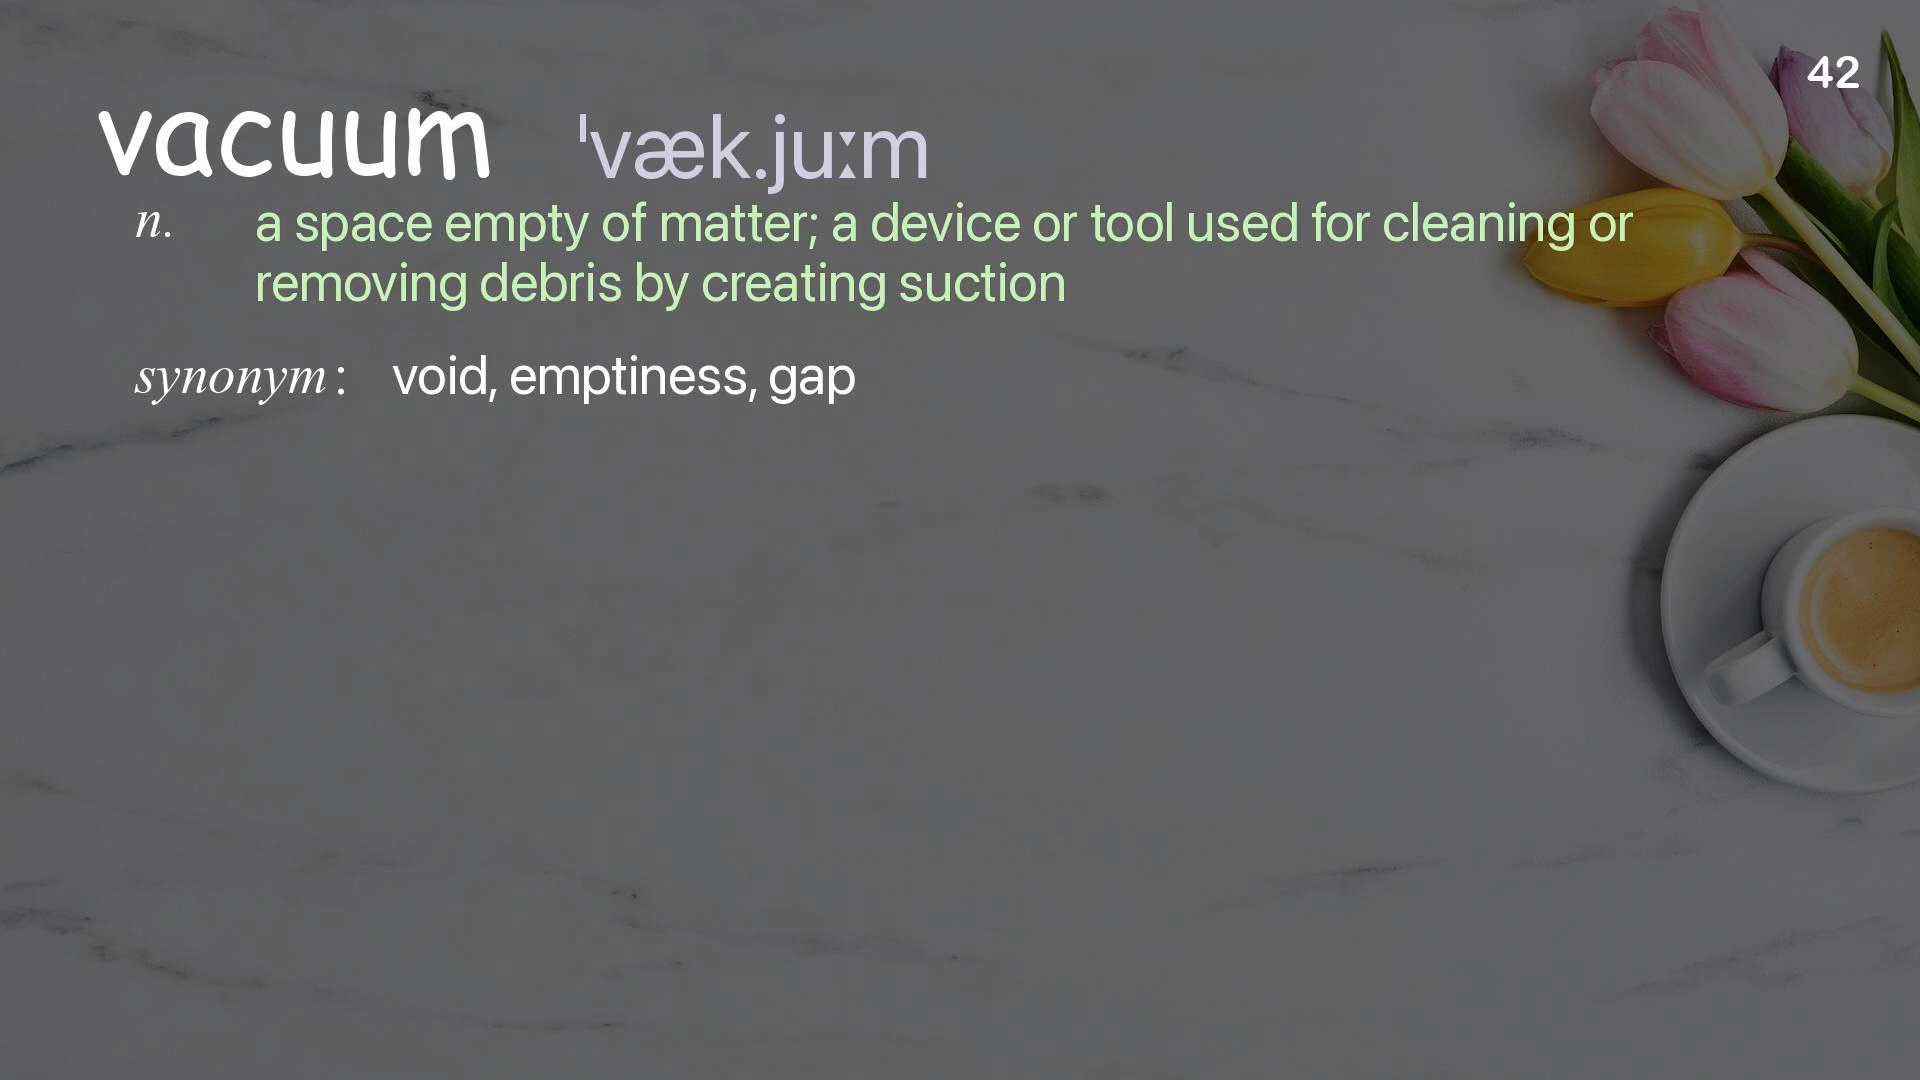 42
vacuum ˈvæk.juːm
n. a space empty of matter; a device or tool used for cleaning or
removing debris by creating suction
synonym: void, emptiness, gap